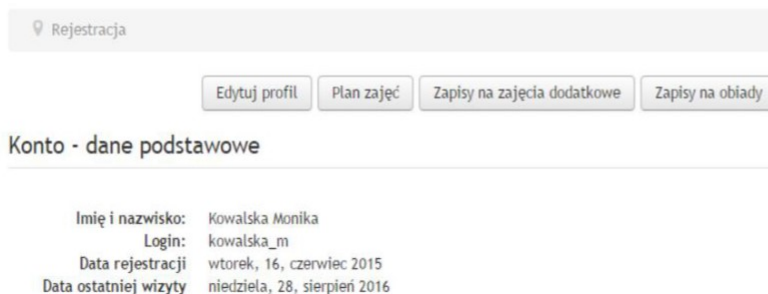 Rejestracja
Edytuj profil Plan zajęć Zapisy na zajęcia dodatkowe Zapisy na obiady
Konto - dane podstawowe
Imię i nazwisko: Kowalska Monika
Login: kowalska_m
Data rejestracji wtorek, 16, czerwiec 2015
Data ostatniej wizyty niedziela, 28, sierpień 2016